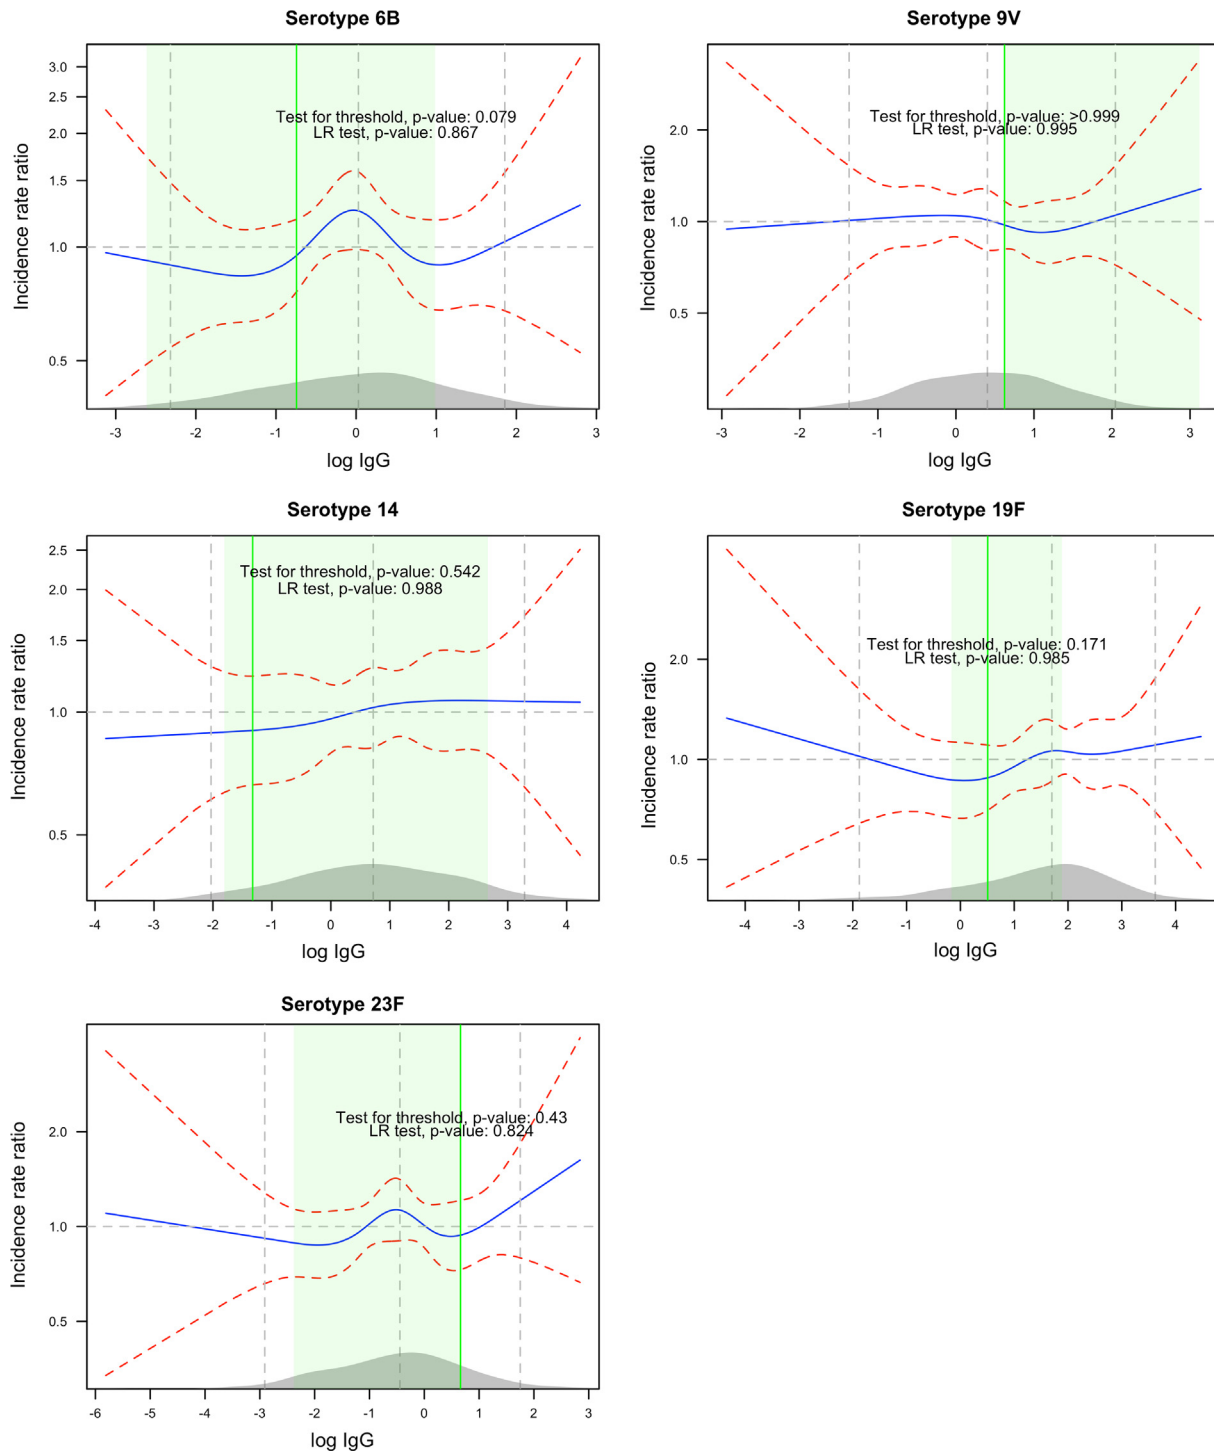 Serotype 6B
Incidence rate ratio
3.0
2.5
2.0
1.5
1.0
0.5
Test for threshold, p-value: 0.079
LR test, p-value: 0.867
-3 -2 -1 0 1 2 3
log IgG
Serotype 9V
Incidence rate ratio
2.0
1.0
0.5
Test for threshold, p-value: >0.999
LR test, p-value: 0.995
-3 -2 -1 0 1 2 3
log IgG
Serotype 14
Incidence rate ratio
2.5
2.0
1.5
1.0
0.5
Test for threshold, p-value: 0.542
LR test, p-value: 0.988
-4 -3 -2 -1 0 1 2 3 4
log IgG
Serotype 19F
Incidence rate ratio
2.0
1.0
0.5
Test for threshold, p-value: 0.171
LR test, p-value: 0.985
-4 -3 -2 -1 0 1 2 3 4
log IgG
Serotype 23F
Incidence rate ratio
2.0
1.0
0.5
Test for threshold, p-value: 0.43
LR test, p-value: 0.824
-6 -5 -4 -3 -2 -1 0 1 2 3
log IgG